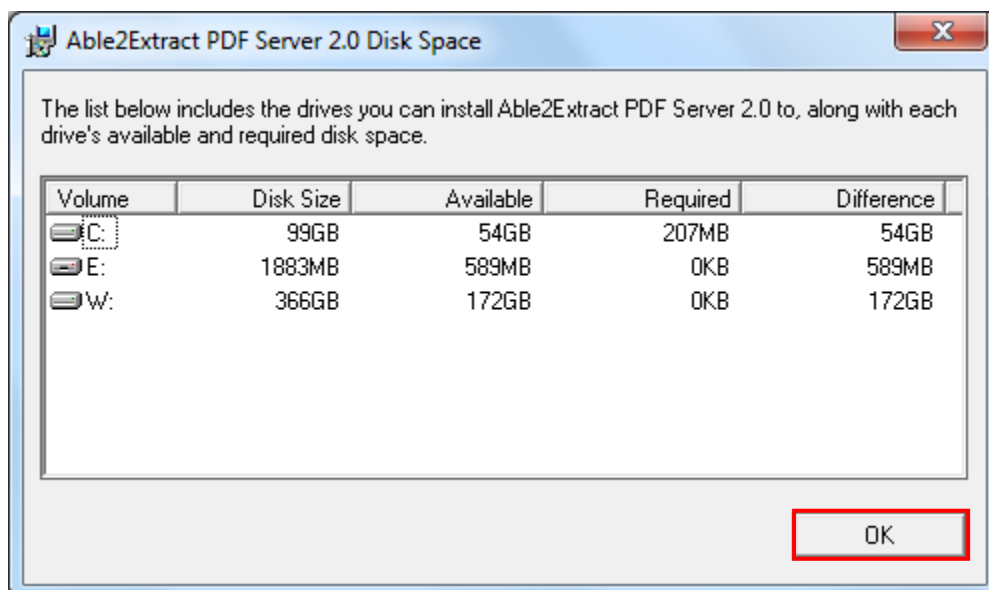 Able2Extract PDF Server 2.0 Disk Space
The list below includes the drives you can install Able2Extract PDF Server 2.0 to, along with each
drive's available and required disk space.
Volume Disk Size Available Required Difference
C: 99GB 54GB 207MB 54GB
E: 1883MB 589MB 0KB 589MB
W: 366GB 172GB 0KB 172GB
OK